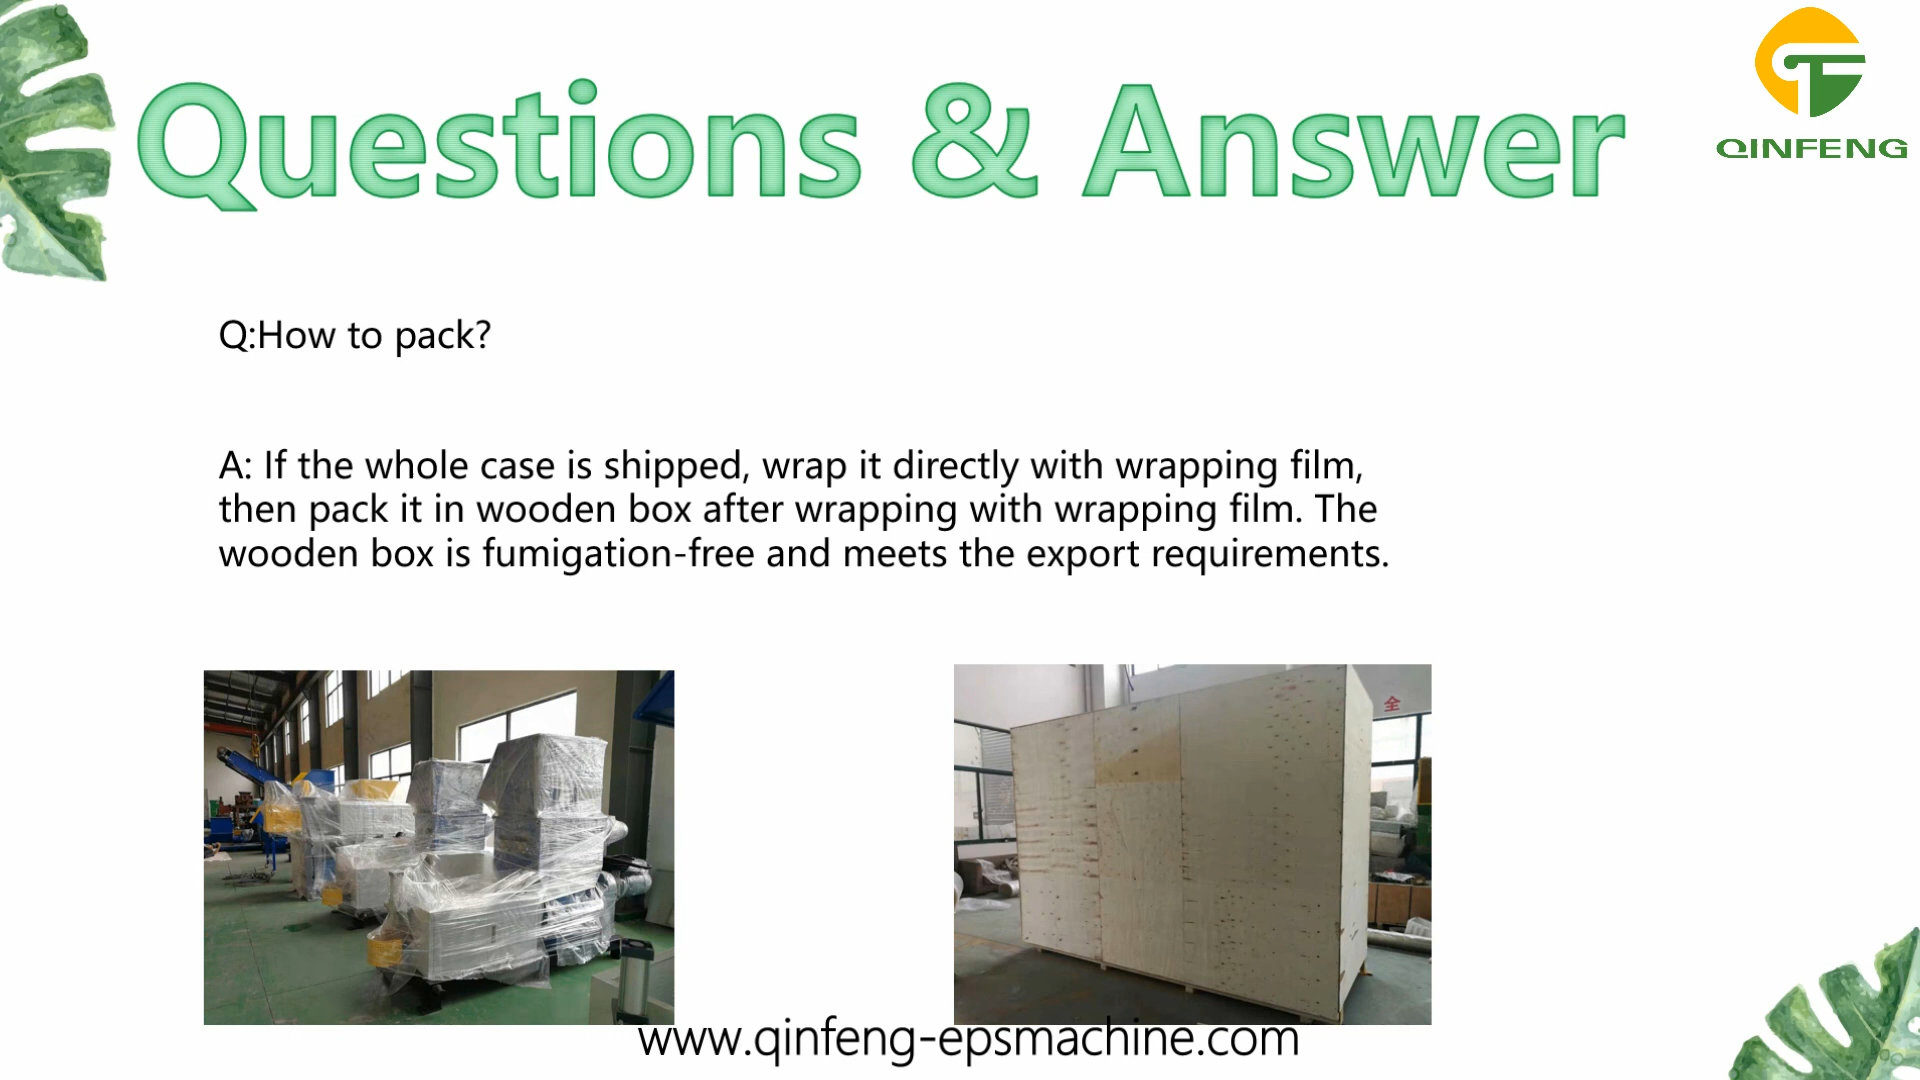 Questions & Answer
QINFENG
Q:How to pack?
A: If the whole case is shipped, wrap it directly with wrapping film,
then pack it in wooden box after wrapping with wrapping film. The
wooden box is fumigation-free and meets the export requirements.
全
www.qinfeng-epsmachine.com